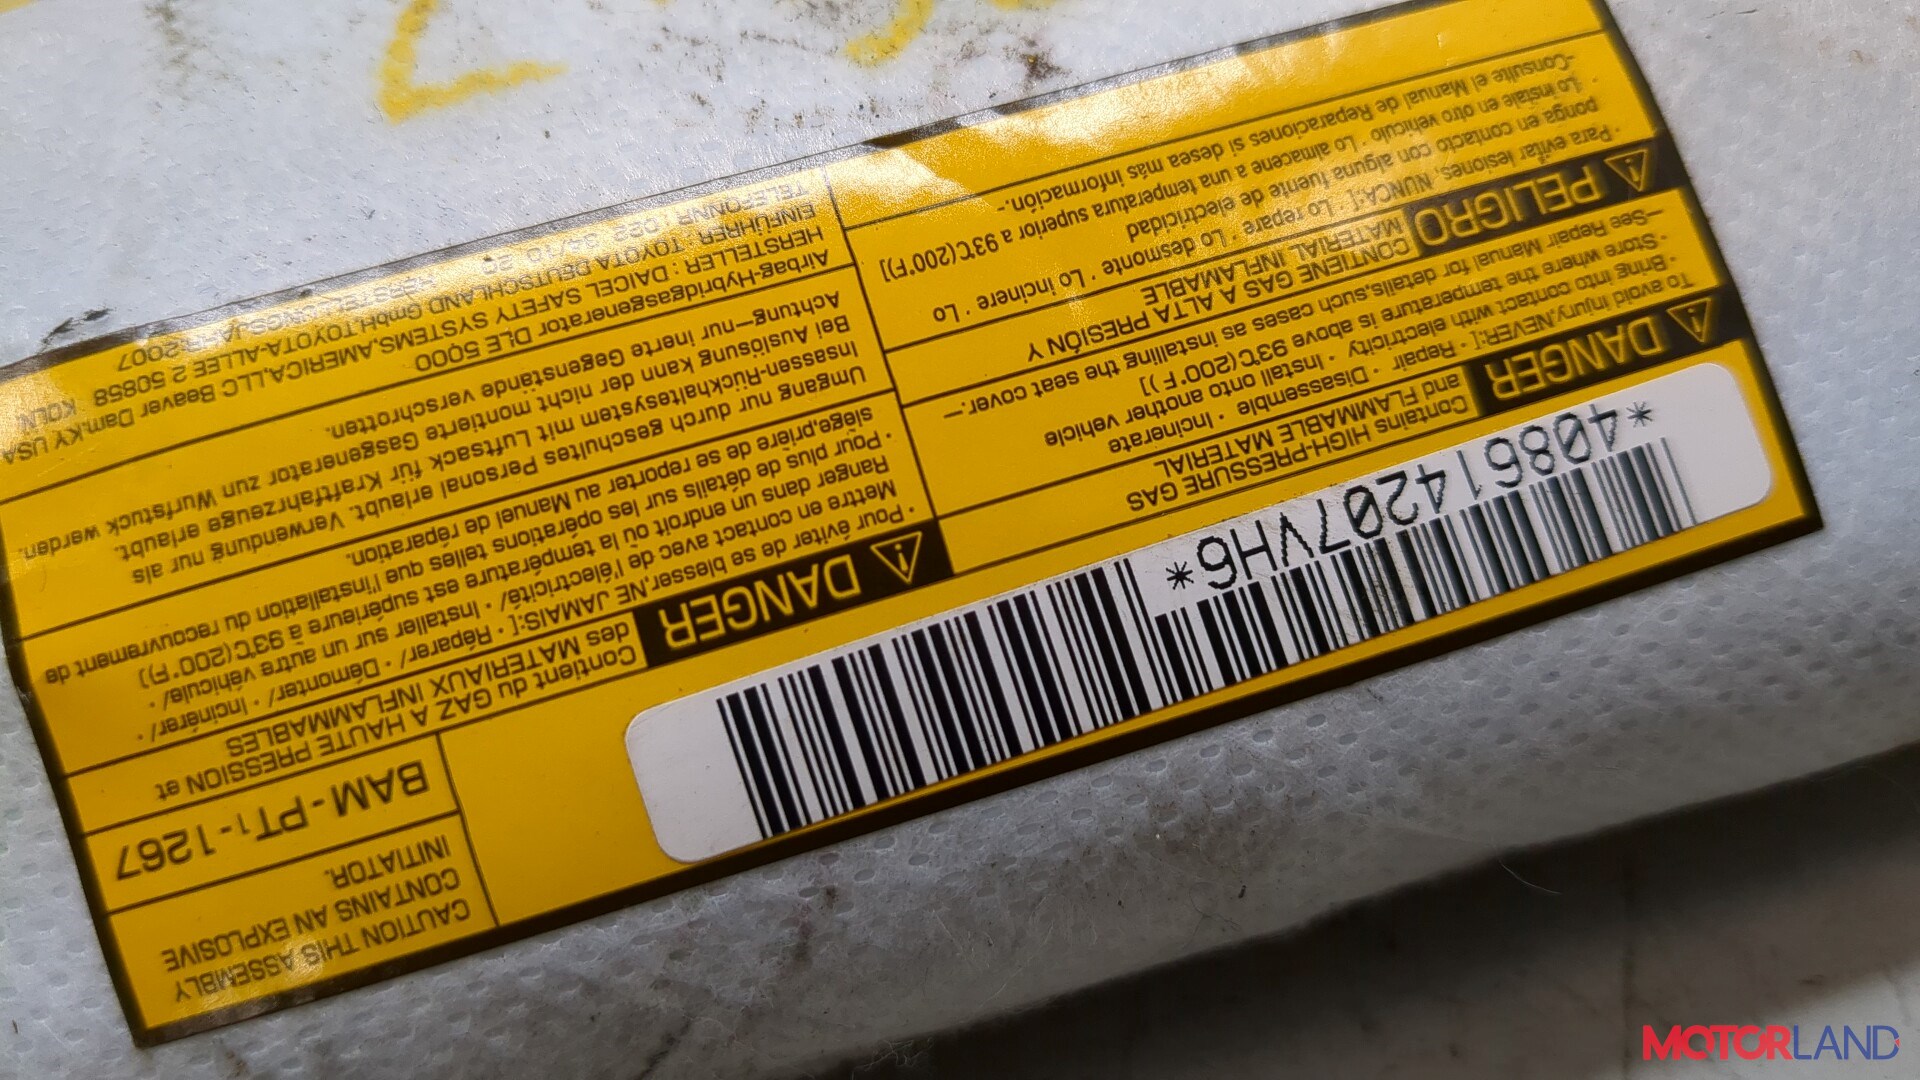 *408614207VH6*
DANGER
Contains HIGH-PRESSURE GAS
and FLAMMABLE MATERIAL
To avoid injury,NEVER:[ · Repair · Disassemble · Incinerate
· Bring into contact with electricity · Install onto another vehicle
· Store where the temperature is above 93℃(200°F)]
—See Repair Manual for details,such as cases installing the seat cover.—
PELIGRO
CONTIENE GAS A ALTA PRESIÓN Y
MATERIAL INFLAMABLE
· Para evitar lesiones, NUNCA:[ · Lo repare · Lo desmonte · Lo incinere · Lo
ponga en contacto con alguna fuente de electricidad
· Lo instale en otro vehículo · Lo almacene a una temperatura superior a 93℃(200°F)]
-Consulte el Manual de Reparaciones si desea más información.-
CAUTION THIS ASSEMBLY
CONTAINS AN EXPLOSIVE
INITIATOR.
BAM-PT1-1267
DANGER
Contient du GAZ A HAUTE PRESSION et
des MATERIAUX INFLAMMABLES
· Pour éviter de se blesser,NE JAMAIS:[ · Réparer/ · Démonter/ · Incinérer/
Mettre en contact avec de l'électricité/ · Installer sur un autre véhicule/ ·
Ranger dans un endroit où la température est supérieure à 93℃(200°F)]
· Pour plus de détails sur les opérations telles que l'installation du recouvrement de
siège,prière de se reporter au Manuel de réparation.
Umgang nur durch geschultes Personal erlaubt. Verwendung nur als
Insassen-Rückhaltesystem mit Luftsack für Kraftfahrzeuge erlaubt.
Bei Auslösung kann der nicht montierte Gasgenerator zum Wurfstück werden.
Achtung—nur inerte Gegenstände verschrotten.
Airbag-Hybridgasgenerator DLE 5000
HERSTELLER : DAICEL SAFETY SYSTEMS,AMERICA,LLC Beaver Dam,KY USA
EINFÜHRER : TOYOTA DEUTSCHLAND GmbH,TOYOTA-ALLEE 2 50858 KÖLN
TELEFONNR : 022 34/10 20 HERSTELLUNGSJAHR 2007
MOTORLAND